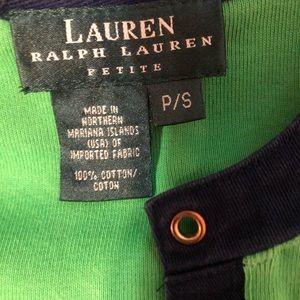 LAUREN
RALPH LAUREN
PETITE
MADE IN
NORTHERN
MARIANA ISLANDS
(USA) OF
IMPORTED FABRIC
100% COTTON/
COTON
P/S